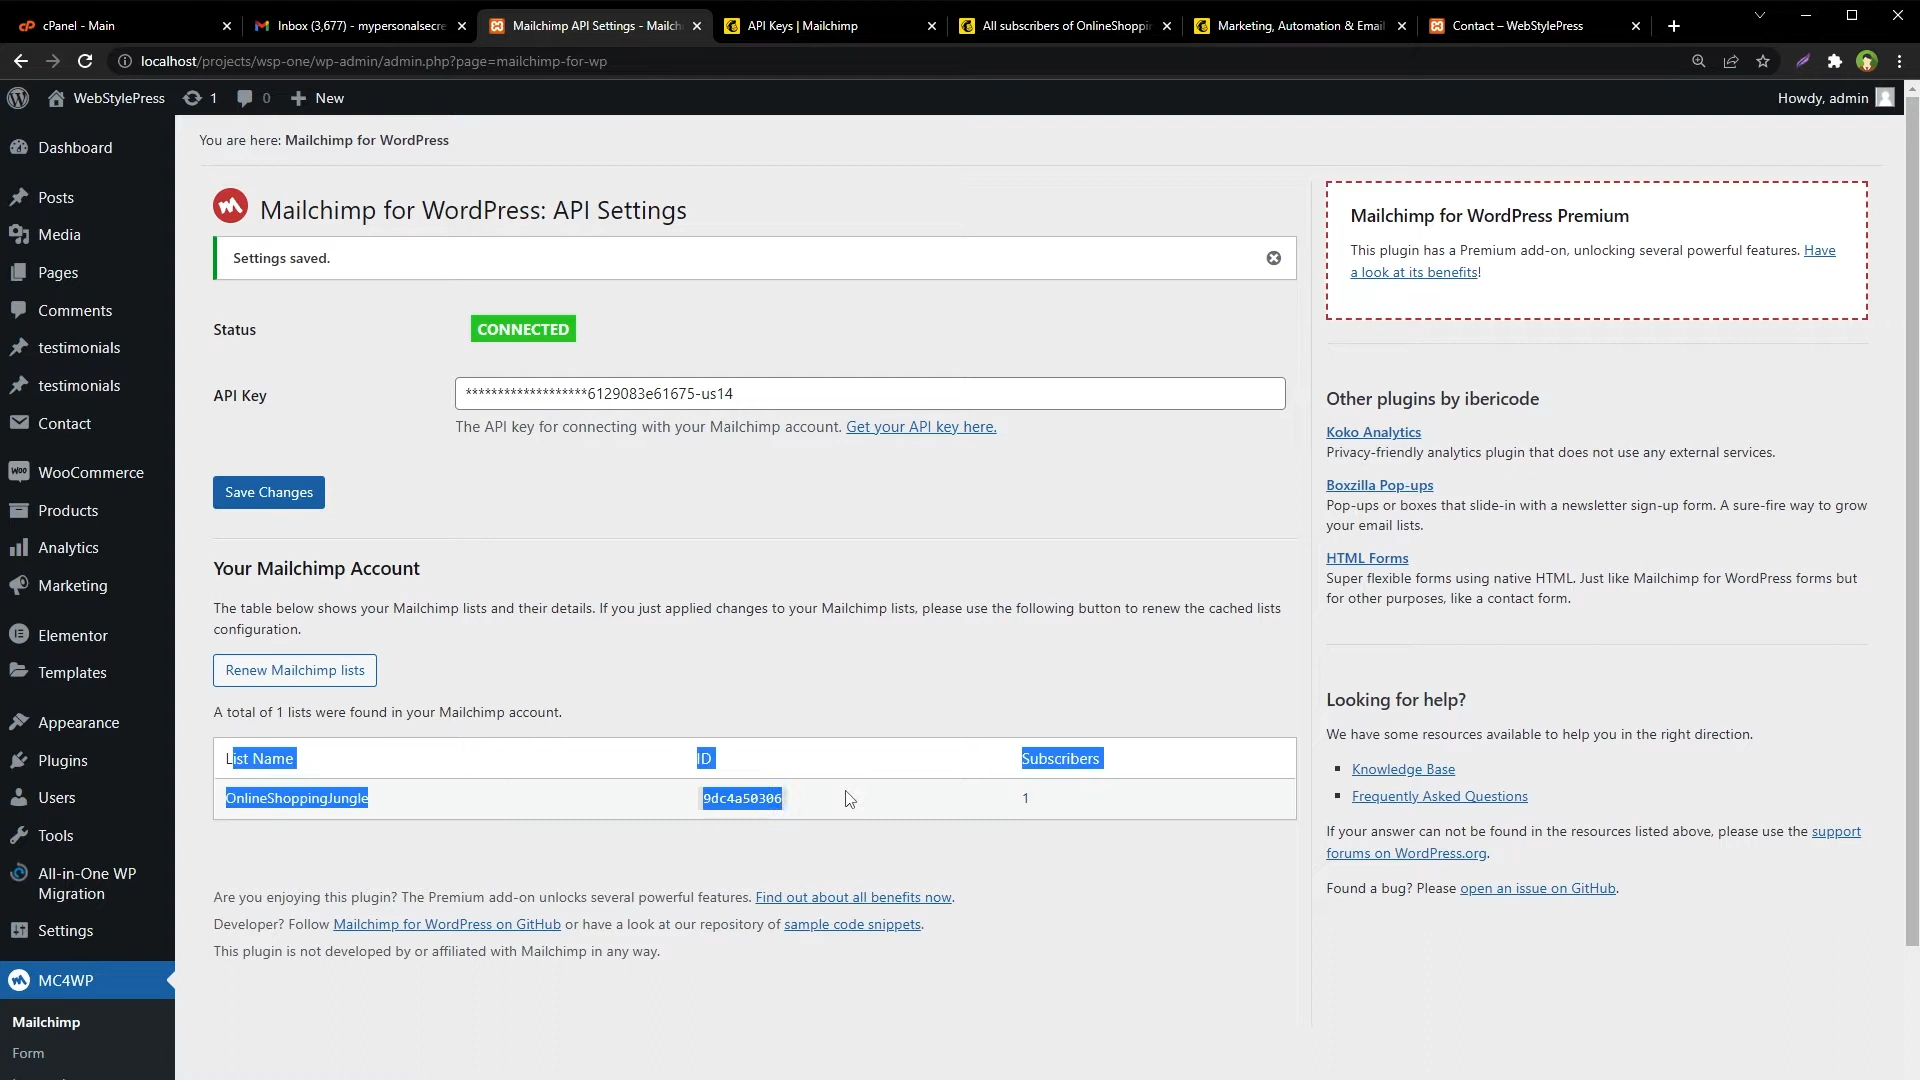 cPanel - Main
Inbox (3,677) - mypersonalsecre
Mailchimp API Settings - Mailch
API Keys | Mailchimp
All subscribers of OnlineShoppin
Marketing, Automation & Email
Contact – WebStylePress
localhost/projects/wsp-one/wp-admin/admin.php?page=mailchimp-for-wp
WebStylePress
1
0
New
Howdy, admin
Dashboard
Posts
Media
Pages
Comments
testimonials
testimonials
Contact
WooCommerce
Products
Analytics
Marketing
Elementor
Templates
Appearance
Plugins
Users
Tools
All-in-One WP
Migration
Settings
MC4WP
Mailchimp
Form
You are here: Mailchimp for WordPress
Mailchimp for WordPress: API Settings
Settings saved.
Status
CONNECTED
API Key
*******************6129083e61675-us14
The API key for connecting with your Mailchimp account. Get your API key here.
Save Changes
Your Mailchimp Account
The table below shows your Mailchimp lists and their details. If you just applied changes to your Mailchimp lists, please use the following button to renew the cached lists
configuration.
Renew Mailchimp lists
A total of 1 lists were found in your Mailchimp account.
List Name ID Subscribers
OnlineShoppingJungle 9dc4a50306 1
Are you enjoying this plugin? The Premium add-on unlocks several powerful features. Find out about all benefits now.
Developer? Follow Mailchimp for WordPress on GitHub or have a look at our repository of sample code snippets.
This plugin is not developed by or affiliated with Mailchimp in any way.
Mailchimp for WordPress Premium
This plugin has a Premium add-on, unlocking several powerful features. Have
a look at its benefits!
Other plugins by ibericode
Koko Analytics
Privacy-friendly analytics plugin that does not use any external services.
Boxzilla Pop-ups
Pop-ups or boxes that slide-in with a newsletter sign-up form. A sure-fire way to grow
your email lists.
HTML Forms
Super flexible forms using native HTML. Just like Mailchimp for WordPress forms but
for other purposes, like a contact form.
Looking for help?
We have some resources available to help you in the right direction.
Knowledge Base
Frequently Asked Questions
If your answer can not be found in the resources listed above, please use the support
forums on WordPress.org.
Found a bug? Please open an issue on GitHub.